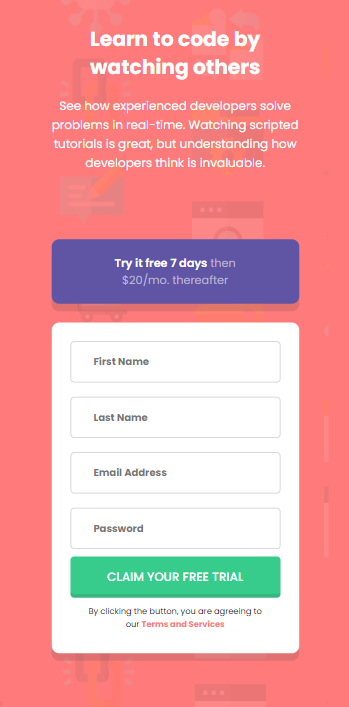 Learn to code by
watching others
See how experienced developers solve
problems in real-time. Watching scripted
tutorials is great, but understanding how
developers think is invaluable.
Try it free 7 days then
$20/mo. thereafter
First Name
Last Name
Email Address
Password
CLAIM YOUR FREE TRIAL
By clicking the button, you are agreeing to
our Terms and Services